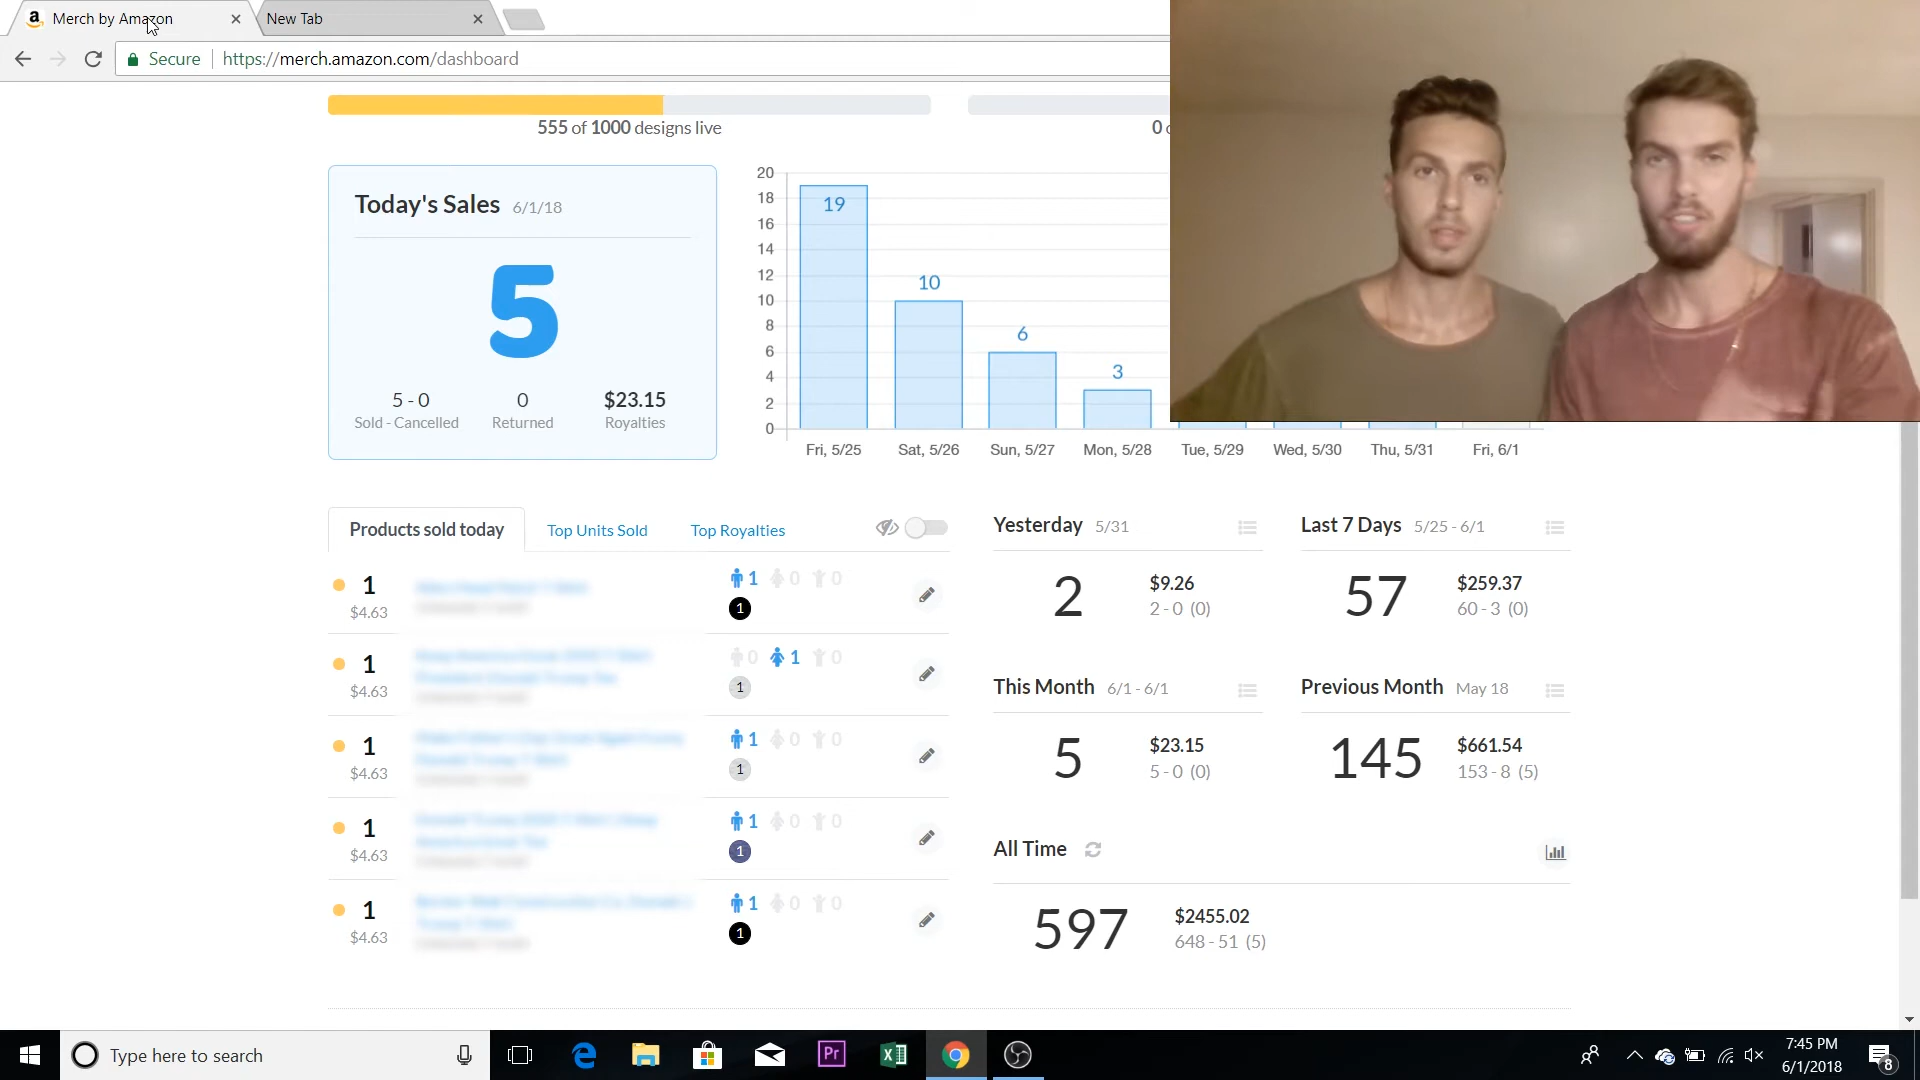 Merch by Amazon
New Tab
Secure
https://merch.amazon.com/dashboard
555 of 1000 designs live
0
Today's Sales 6/1/18
5
5 - 0
Sold - Cancelled
0
Returned
$23.15
Royalties
20
18
16
14
12
10
8
6
4
2
0
19
10
6
3
Fri, 5/25
Sat, 5/26
Sun, 5/27
Mon, 5/28
Tue, 5/29
Wed, 5/30
Thu, 5/31
Fri, 6/1
Products sold today
Top Units Sold
Top Royalties
1
$4.63
1 0 0
1
1
$4.63
0 1 0
1
1
$4.63
1 0 0
1
1
$4.63
1 0 0
1
1
$4.63
1 0 0
1
Yesterday 5/31
2
$9.26
2 - 0 (0)
Last 7 Days 5/25 - 6/1
57
$259.37
60 - 3 (0)
This Month 6/1 - 6/1
5
$23.15
5 - 0 (0)
Previous Month May 18
145
$661.54
153 - 8 (5)
All Time
597
$2455.02
648 - 51 (5)
Type here to search
Pr
7:45 PM
6/1/2018
8